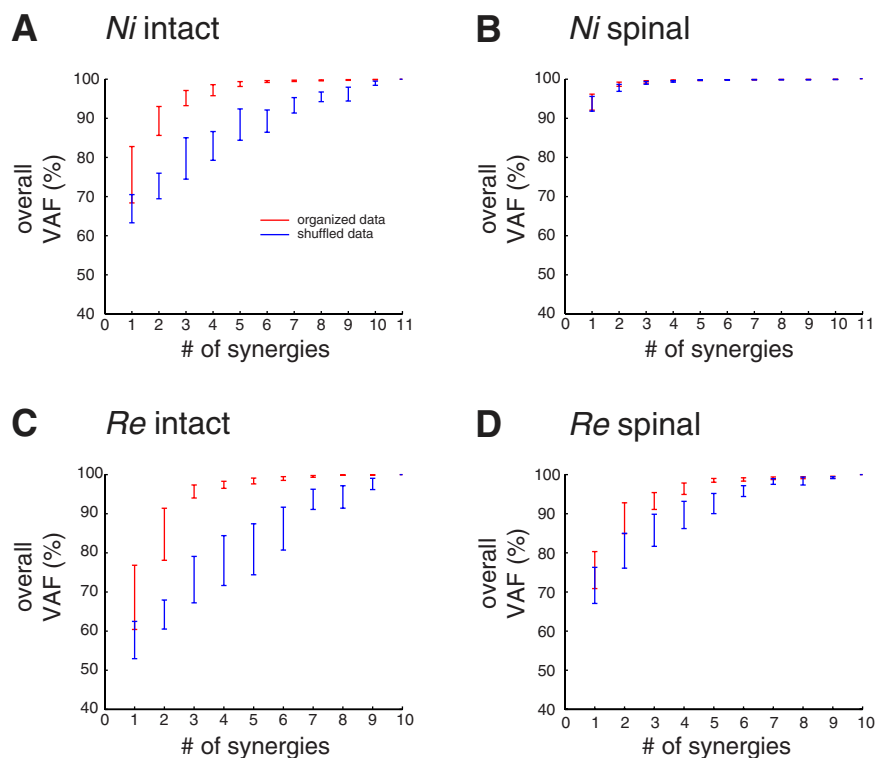 A Ni intact
100
90
80
70
60
50
40
overall
VAF (%)
organized data
shuffled data
0 1 2 3 4 5 6 7 8 9 10 11
# of synergies
B Ni spinal
100
90
80
70
60
50
40
overall
VAF (%)
0 1 2 3 4 5 6 7 8 9 10 11
# of synergies
C Re intact
100
90
80
70
60
50
40
overall
VAF (%)
0 1 2 3 4 5 6 7 8 9 10
# of synergies
D Re spinal
100
90
80
70
60
50
40
overall
VAF (%)
0 1 2 3 4 5 6 7 8 9 10
# of synergies